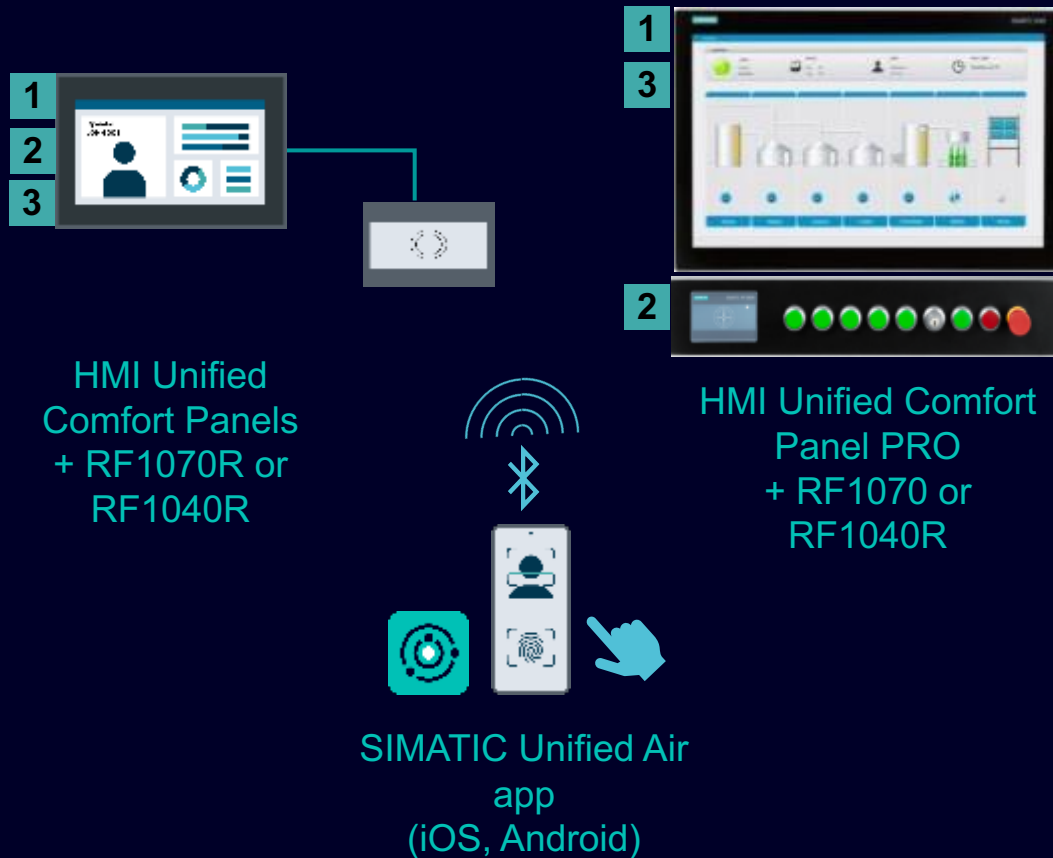 1
2
3
1
3
2
HMI Unified
Comfort Panels
+ RF1070R or
RF1040R
HMI Unified Comfort
Panel PRO
+ RF1070 or
RF1040R
SIMATIC Unified Air
app
(iOS, Android)